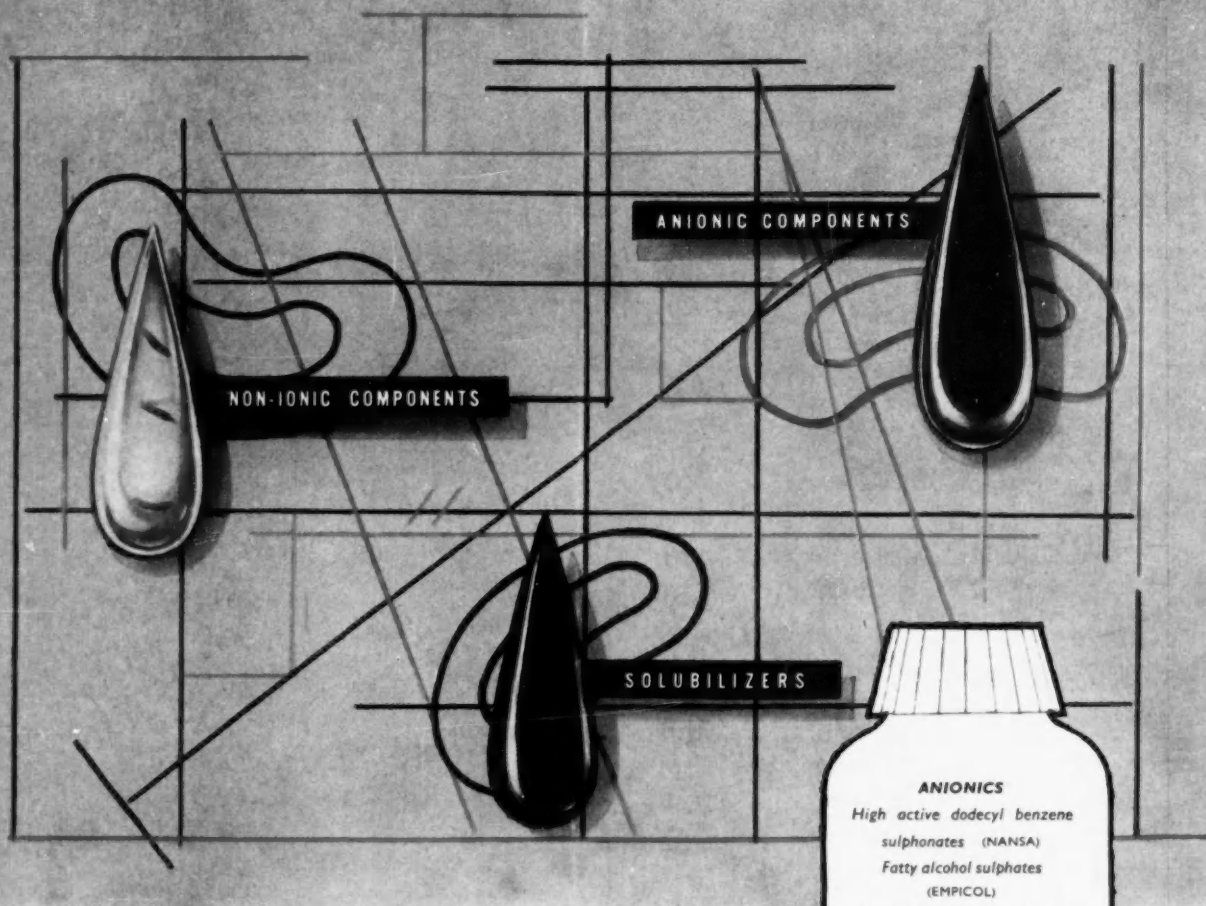 ANIONIC COMPONENTS
NON-IONIC COMPONENTS
SOLUBILIZERS
ANIONICS
High active dodecyl benzene
sulphonates (NANSA)
Fatty alcohol sulphates
(EMPICOL)